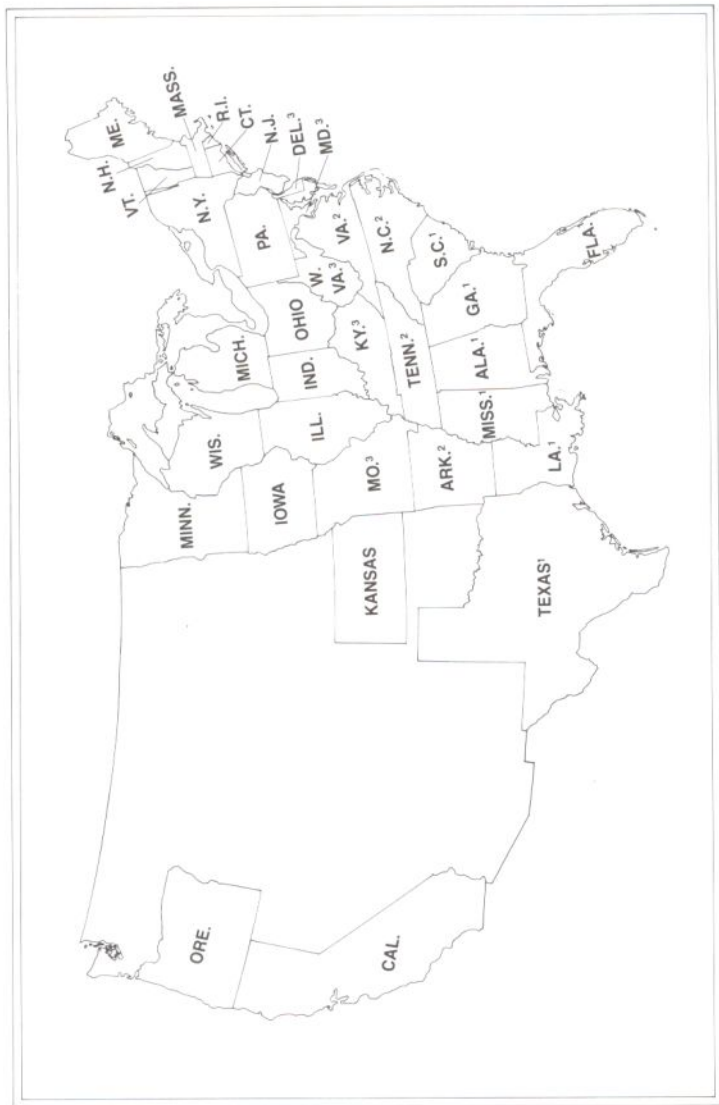 ME.
N.H.
VT.
MASS.
R.I.
CT.
N.Y.
N.J.
PA.
DEL.³
MD.³
MICH.
WIS.
MINN.
OHIO
IND.
ILL.
IOWA
W.
VA.³
VA.²
KY.³
MO.³
KANSAS
ORE.
CAL.
N.C.²
TENN.²
ARK.²
S.C.¹
GA.¹
ALA.¹
MISS.¹
LA.¹
TEXAS¹
FLA.